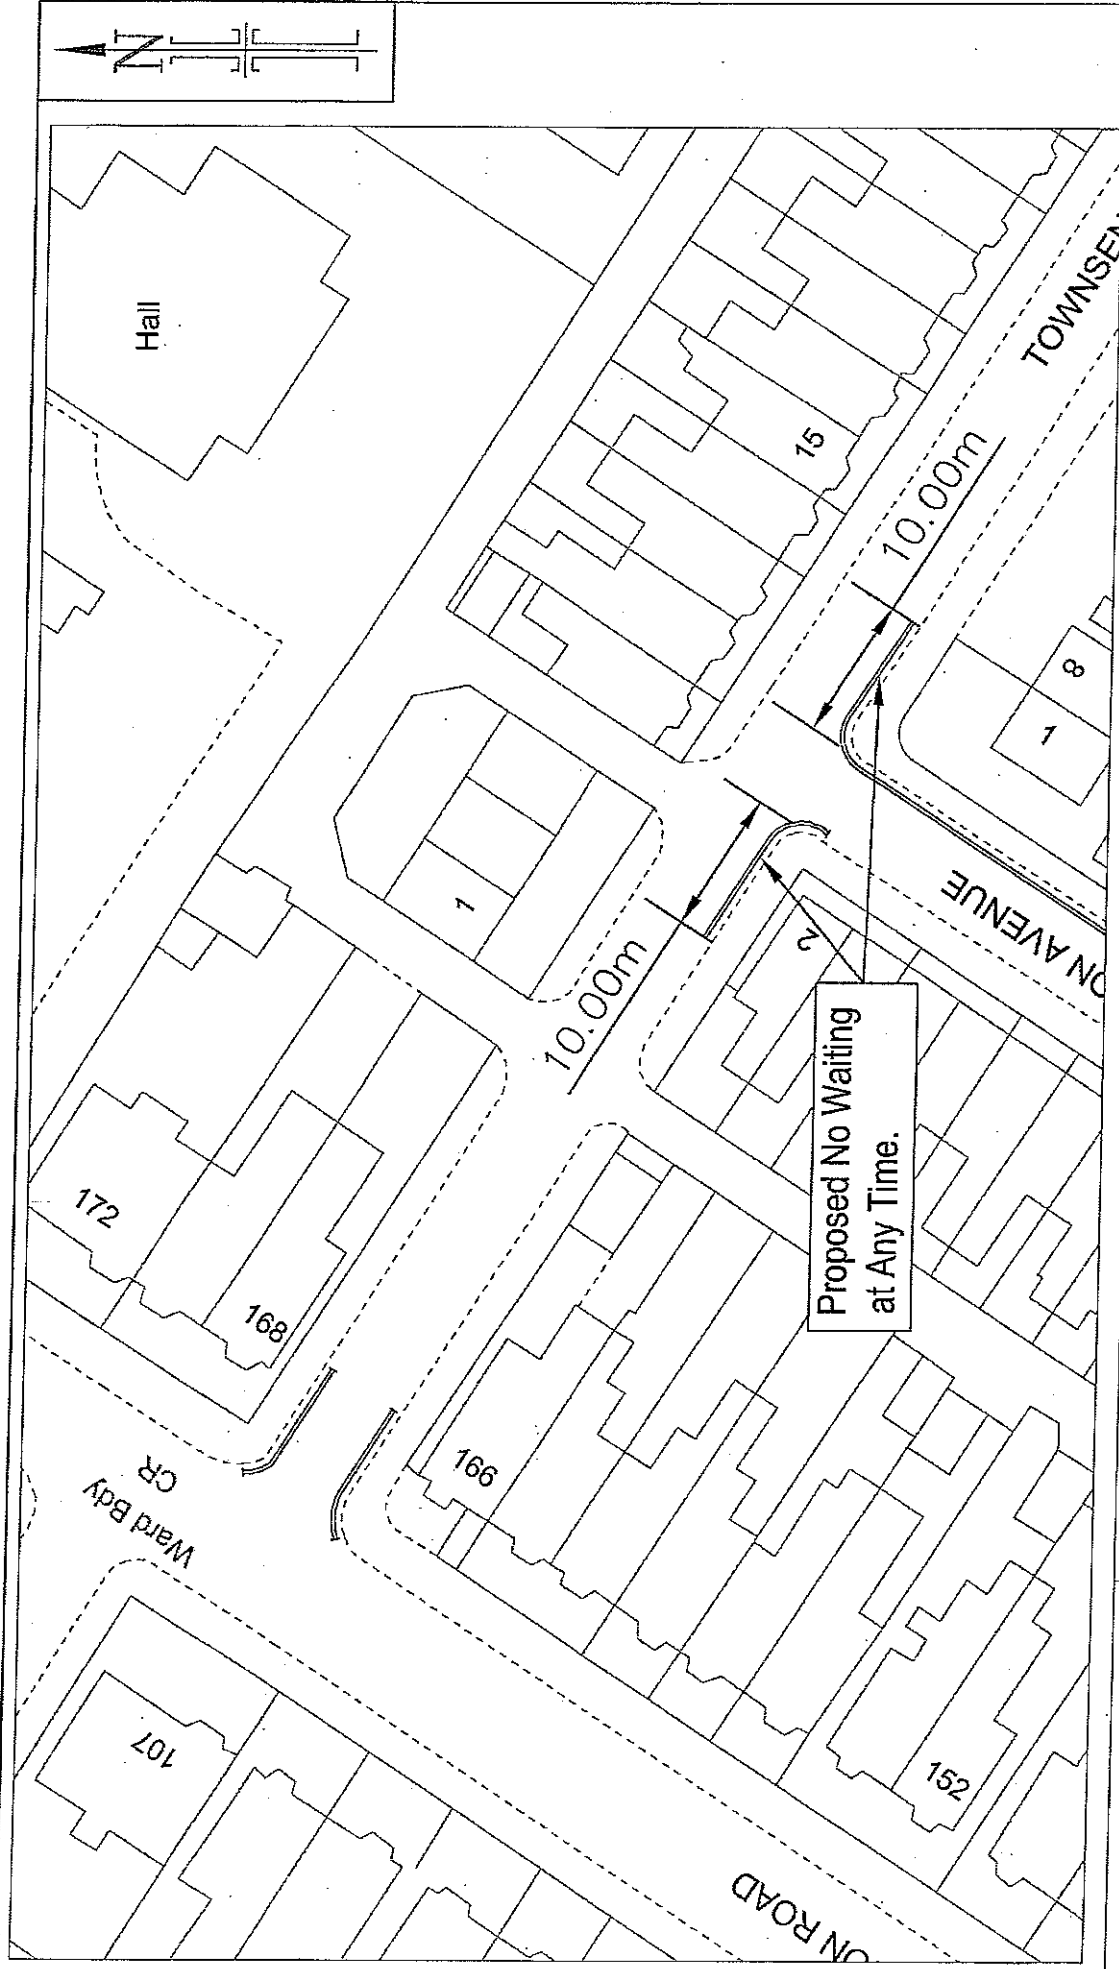 N
Hall
172
168
Ward Bdy
CR
107
166
152
ON ROAD
1
2
10.00m
10.00m
15
TOWNSEN
ON AVENUE
1
8
Proposed No Waiting
at Any Time.